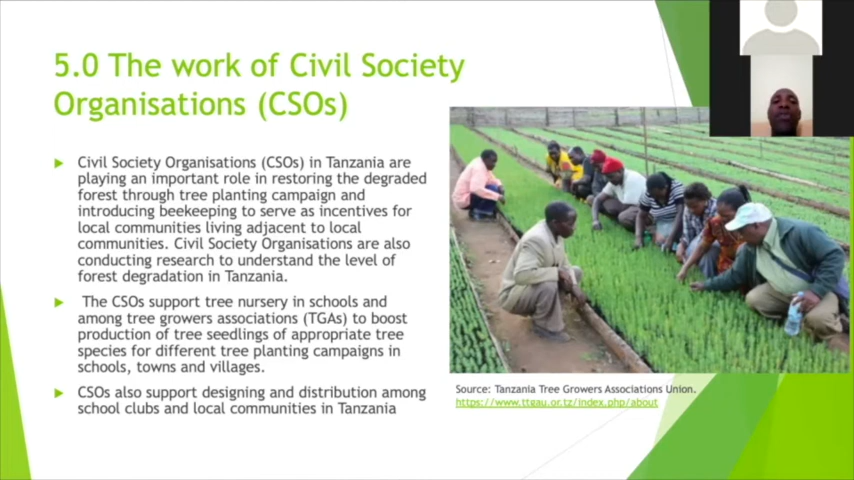 5.0 The work of Civil Society
Organisations (CSOs)
Civil Society Organisations (CSOs) in Tanzania are
playing an important role in restoring the degraded
forest through tree planting campaign and
introducing beekeeping to serve as incentives for
local communities living adjacent to local
communities. Civil Society Organisations are also
conducting research to understand the level of
forest degradation in Tanzania.
The CSOs support tree nursery in schools and
among tree growers associations (TGAs) to boost
production of tree seedlings of appropriate tree
species for different tree planting campaigns in
schools, towns and villages.
CSOs also support designing and distribution among
school clubs and local communities in Tanzania
Source: Tanzania Tree Growers Associations Union.
https://www.ttgau.or.tz/index.php/about